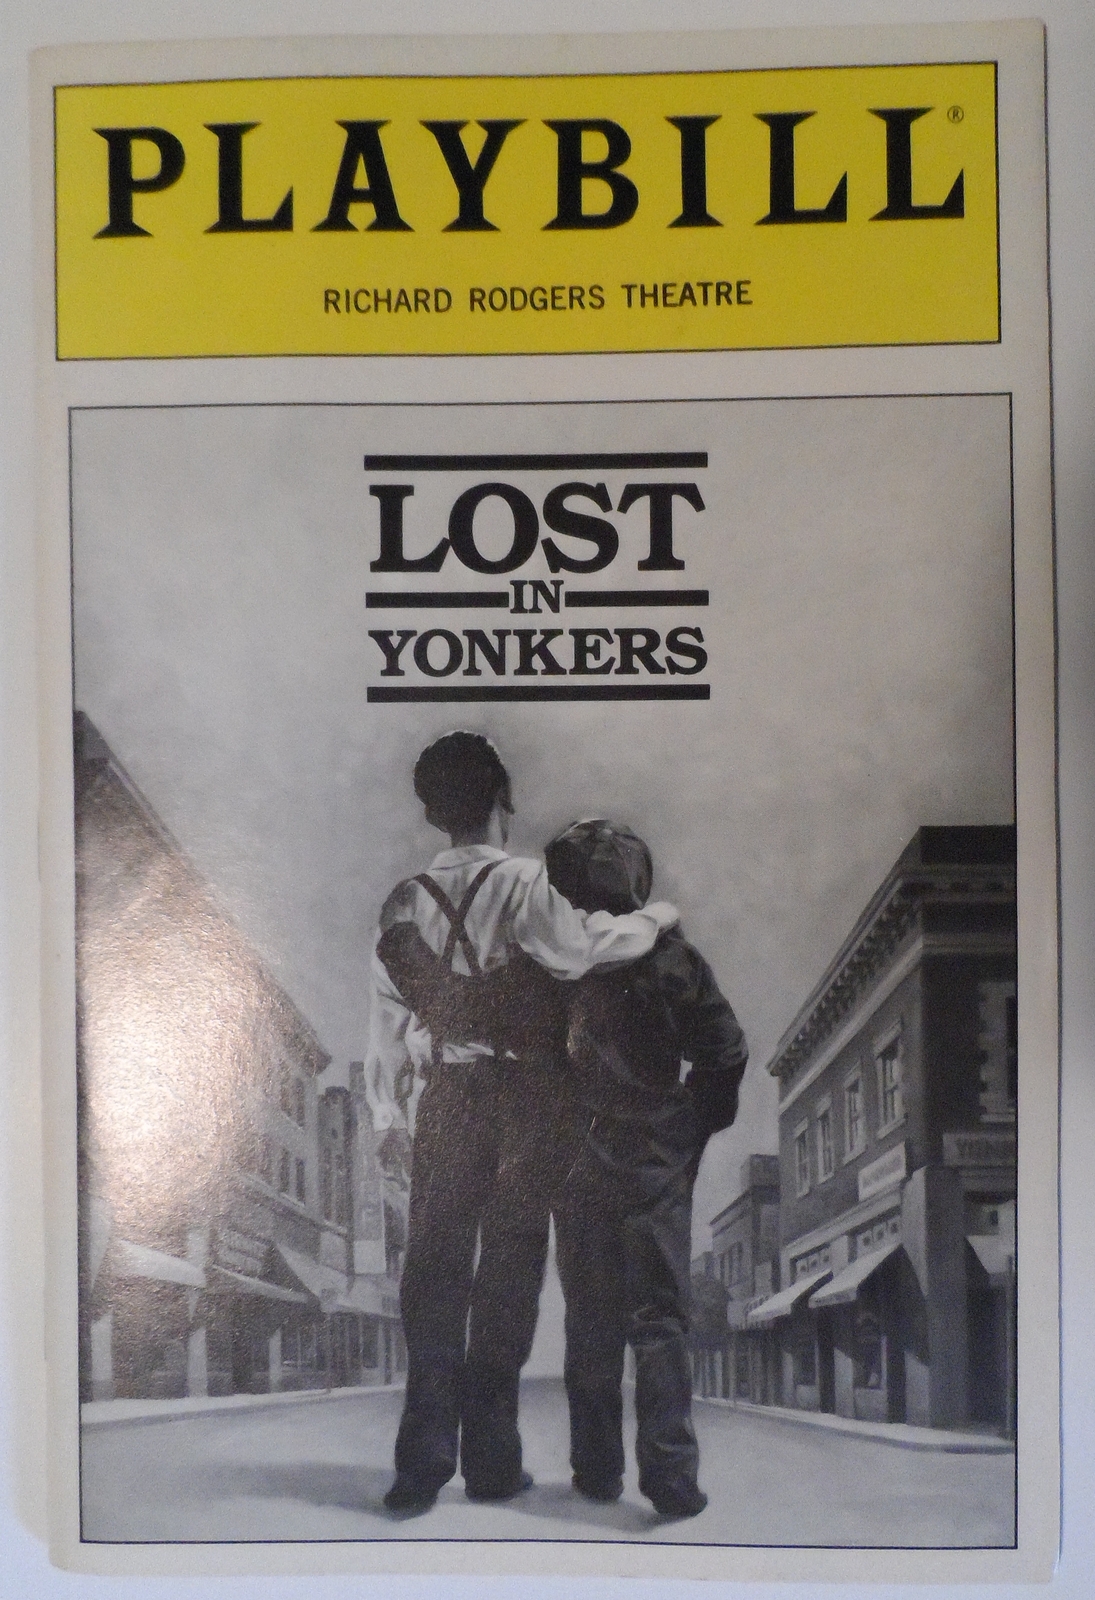 PLAYBILL®
RICHARD RODGERS THEATRE
LOST
IN
YONKERS